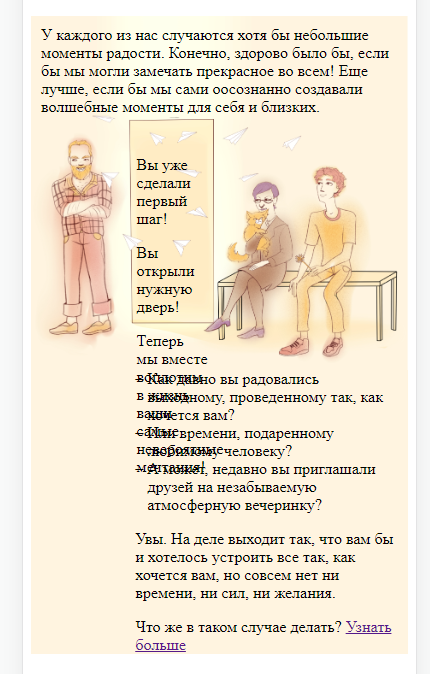 У каждого из нас случаются хотя бы небольшие
моменты радости. Конечно, здорово было бы, если
бы мы могли замечать прекрасное во всем! Еще
лучше, если бы мы сами оосознанно создавали
волшебные моменты для себя и близких.
Вы уже
сделали
первый
шаг!
Вы
открыли
нужную
дверь!
Теперь
мы вместе
воплотим
в жизнь
ваши
самые
невероятные
мечтания!
– Как давно вы радовались
выходному, проведенному так, как
хочется вам?
– Или времени, подаренному
любимому человеку?
– А может, недавно вы приглашали
друзей на незабываемую
атмосферную вечеринку?
Увы. На деле выходит так, что вам бы
и хотелось устроить все так, как
хочется вам, но совсем нет ни
времени, ни сил, ни желания.
Что же в таком случае делать? Узнать
больше